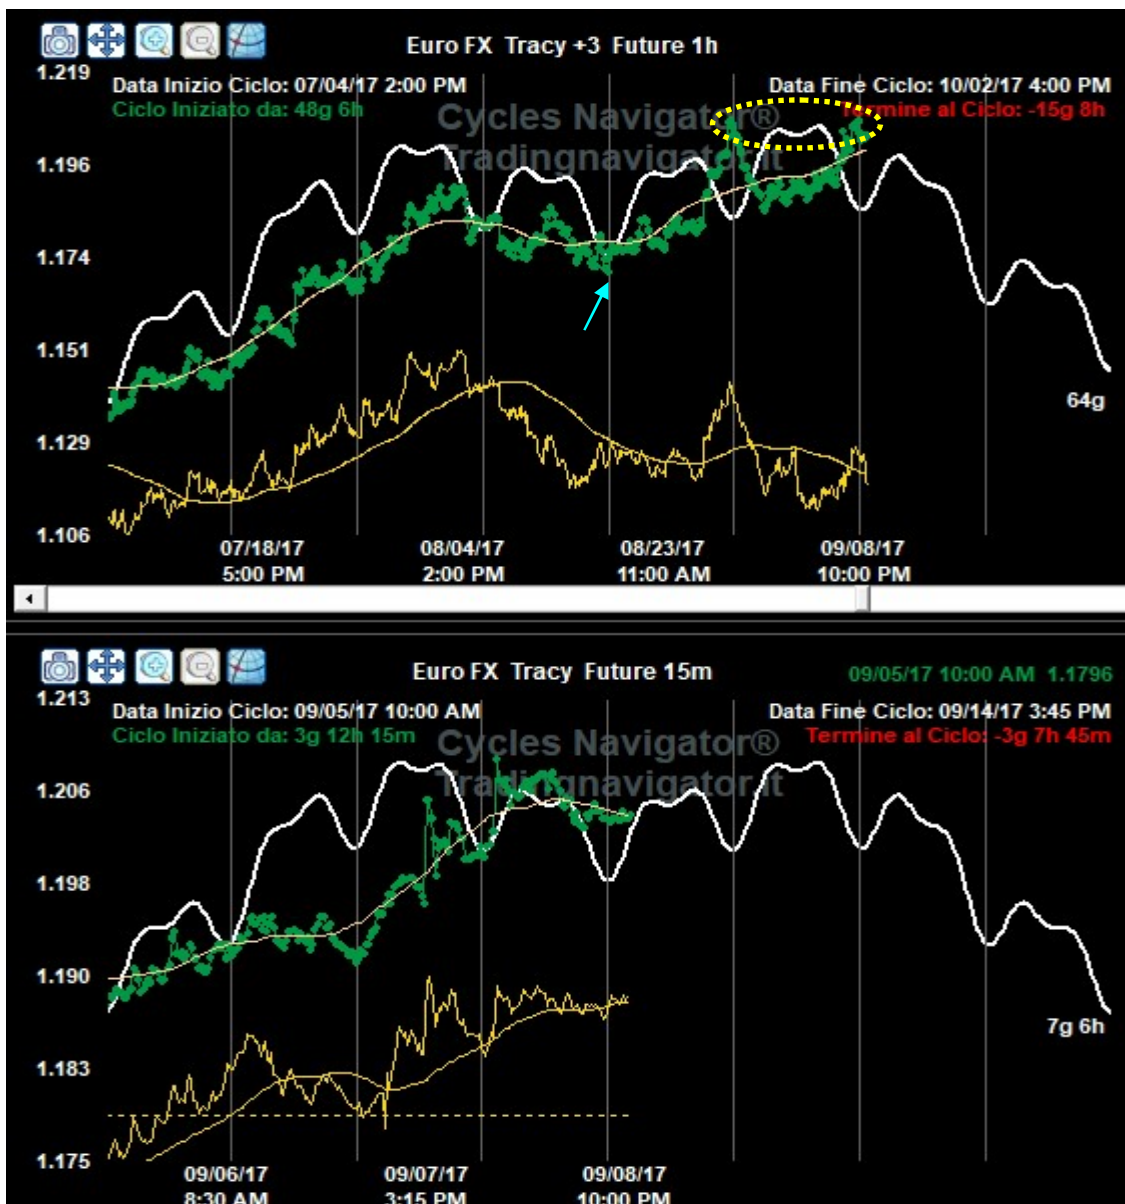 Euro FX Tracy +3 Future 1h
1.219
Data Inizio Ciclo: 07/04/17 2:00 PM
Data Fine Ciclo: 10/02/17 4:00 PM
Ciclo Iniziato da: 48g 6h
Termine al Ciclo: -15g 8h
Cycles Navigator®
Tradingnavigator.it
1.196
1.174
1.151
64g
1.129
1.106
07/18/17 08/04/17 08/23/17 09/08/17
5:00 PM 2:00 PM 11:00 AM 10:00 PM
Euro FX Tracy Future 15m
09/05/17 10:00 AM 1.1796
1.213
Data Inizio Ciclo: 09/05/17 10:00 AM
Data Fine Ciclo: 09/14/17 3:45 PM
Ciclo Iniziato da: 3g 12h 15m
Termine al Ciclo: -3g 7h 45m
Cycles Navigator®
Tradingnavigator.it
1.206
1.198
1.190
7g 6h
1.183
1.175
09/06/17 09/07/17 09/08/17
8:30 AM 3:15 PM 10:00 PM